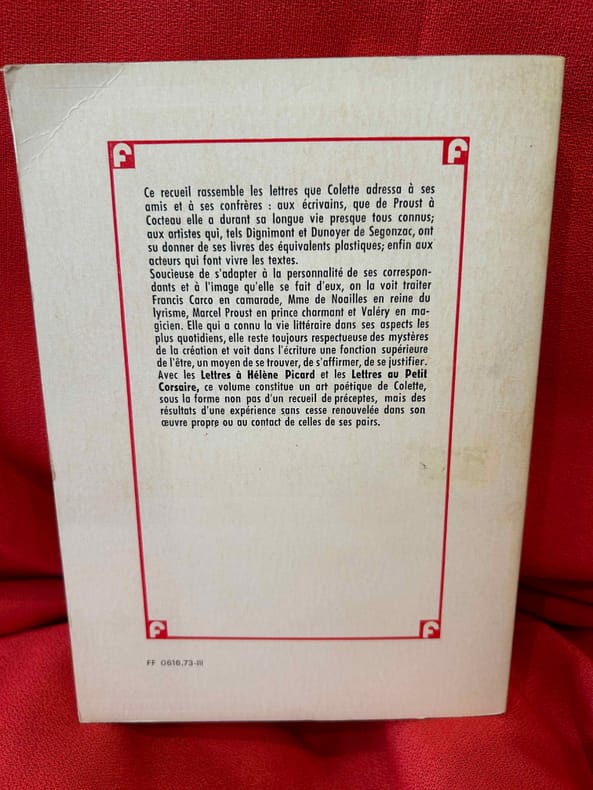 F F
Ce recueil rassemble les lettres que Colette adressa à ses
amis et à ses confrères : aux écrivains, que de Proust à
Cocteau elle a durant sa longue vie presque tous connus;
aux artistes qui, tels Dignimont et Dunoyer de Segonzac, ont
su donner de ses livres des équivalents plastiques; enfin aux
acteurs qui font vivre les textes.
Soucieuse de s'adapter à la personnalité de ses correspon-
dants et à l'image qu'elle se fait d'eux, on la voit traiter
Francis Carco en camarade, Mme de Noailles en reine du
lyrisme, Marcel Proust en prince charmant et Valéry en ma-
gicien. Elle qui a connu la vie littéraire dans ses aspects les
plus quotidiens, elle reste toujours respectueuse des mystères
de la création et voit dans l'écriture une fonction supérieure
de l'être, un moyen de se trouver, de s'affirmer, de se justifier.
Avec les Lettres à Hélène Picard et les Lettres au Petit
Corsaire, ce volume constitue un art poétique de Colette,
sous la forme non pas d'un recueil de préceptes, mais des
résultats d'une expérience sans cesse renouvelée dans son
œuvre propre ou au contact de celles de ses pairs.
F F
FF 0616.73-III